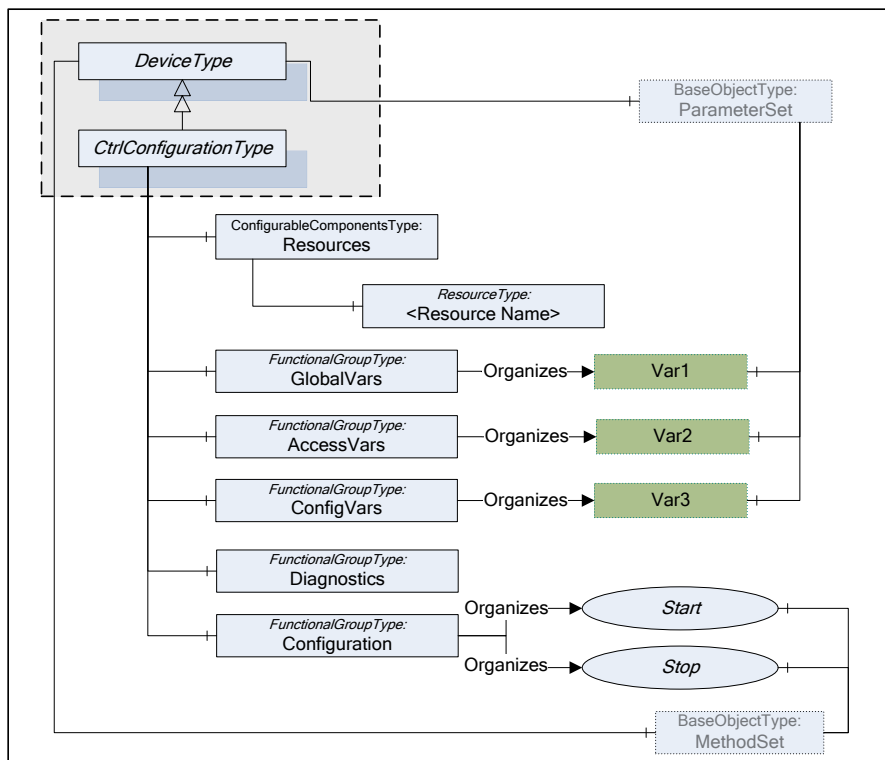 DeviceType
BaseObjectType:
ParameterSet
CtrlConfigurationType
ConfigurableComponentsType:
Resources
ResourceType:
<Resource Name>
FunctionalGroupType:
GlobalVars
Organizes
Var1
FunctionalGroupType:
AccessVars
Organizes
Var2
FunctionalGroupType:
ConfigVars
Organizes
Var3
FunctionalGroupType:
Diagnostics
FunctionalGroupType:
Configuration
Organizes
Start
Organizes
Stop
BaseObjectType:
MethodSet